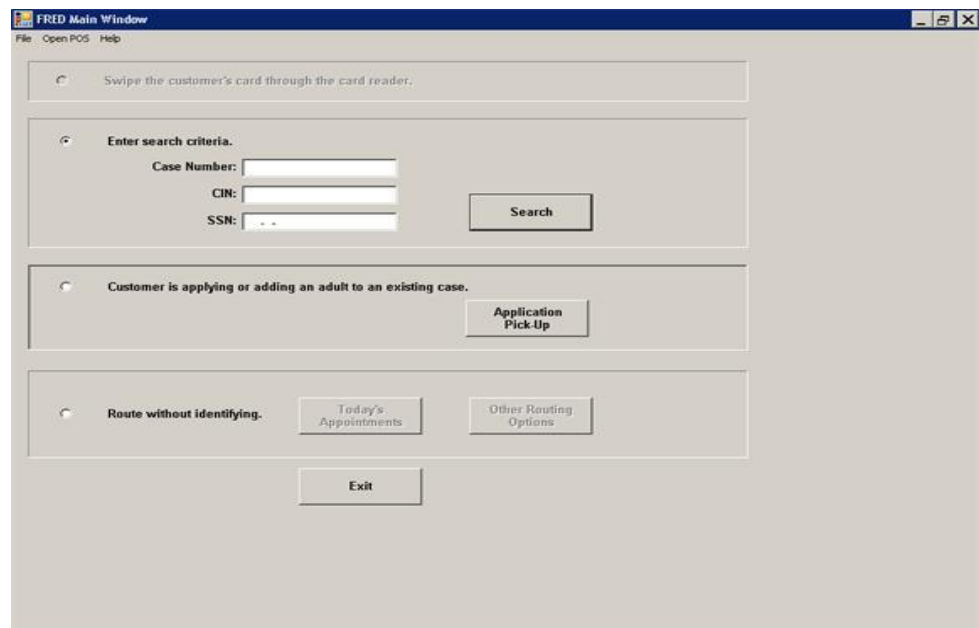 FRED Main Window
File Open POS Help
Swipe the customer's card through the card reader.
Enter search criteria.
Case Number:
CIN:
SSN: - -
Search
Customer is applying or adding an adult to an existing case.
Application
Pick-Up
Route without identifying.
Today's
Appointments
Other Routing
Options
Exit